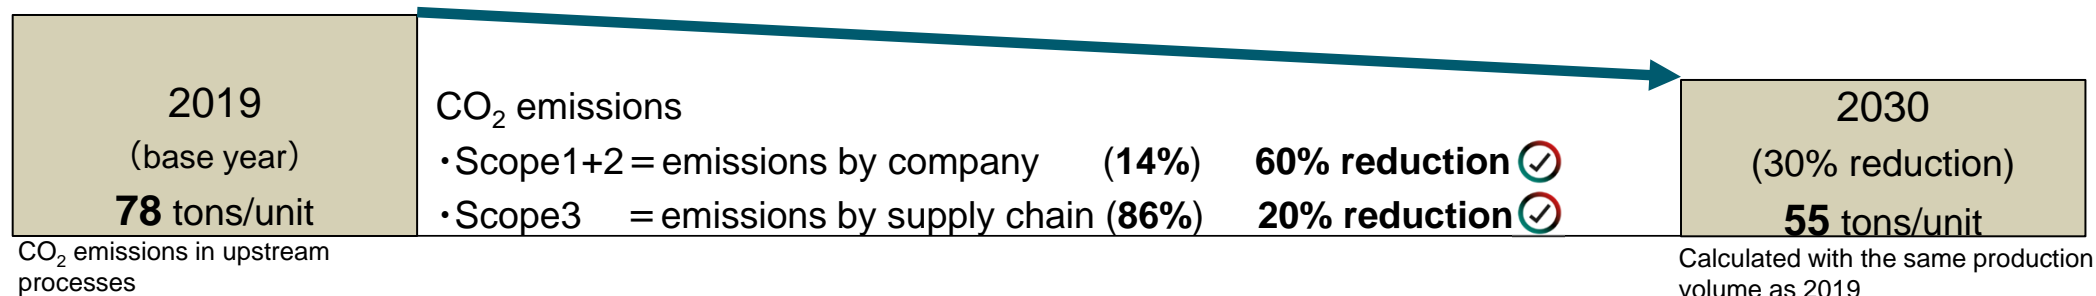 2019
（base year）
78 tons/unit
CO₂ emissions in upstream
processes
CO₂ emissions
・Scope1+2＝emissions by company (14%) 60% reduction
・Scope3 ＝emissions by supply chain (86%) 20% reduction
2030
(30% reduction)
55 tons/unit
Calculated with the same production
volume as 2019